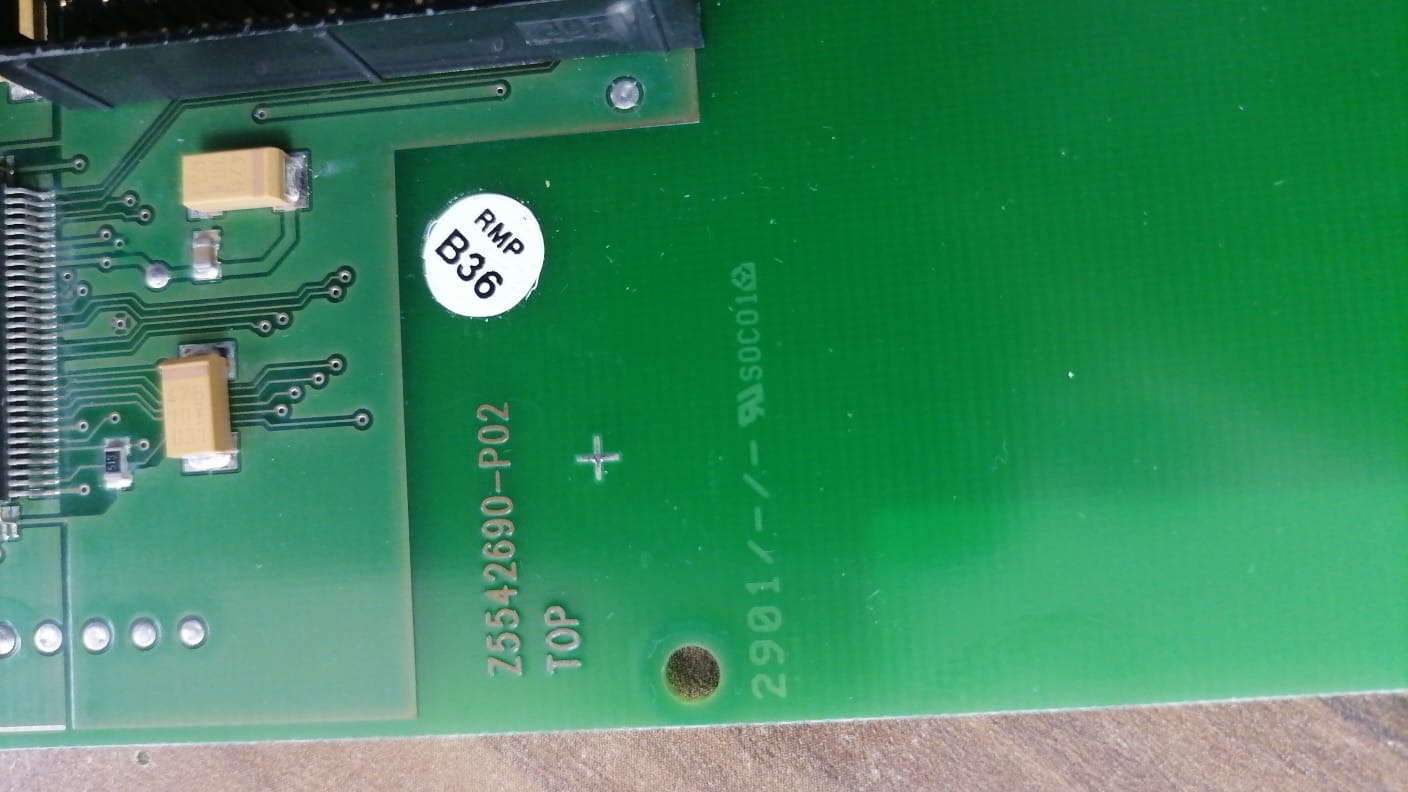 RMP
B36
Z5542690-P02
TOP
2901/-/- SOC01